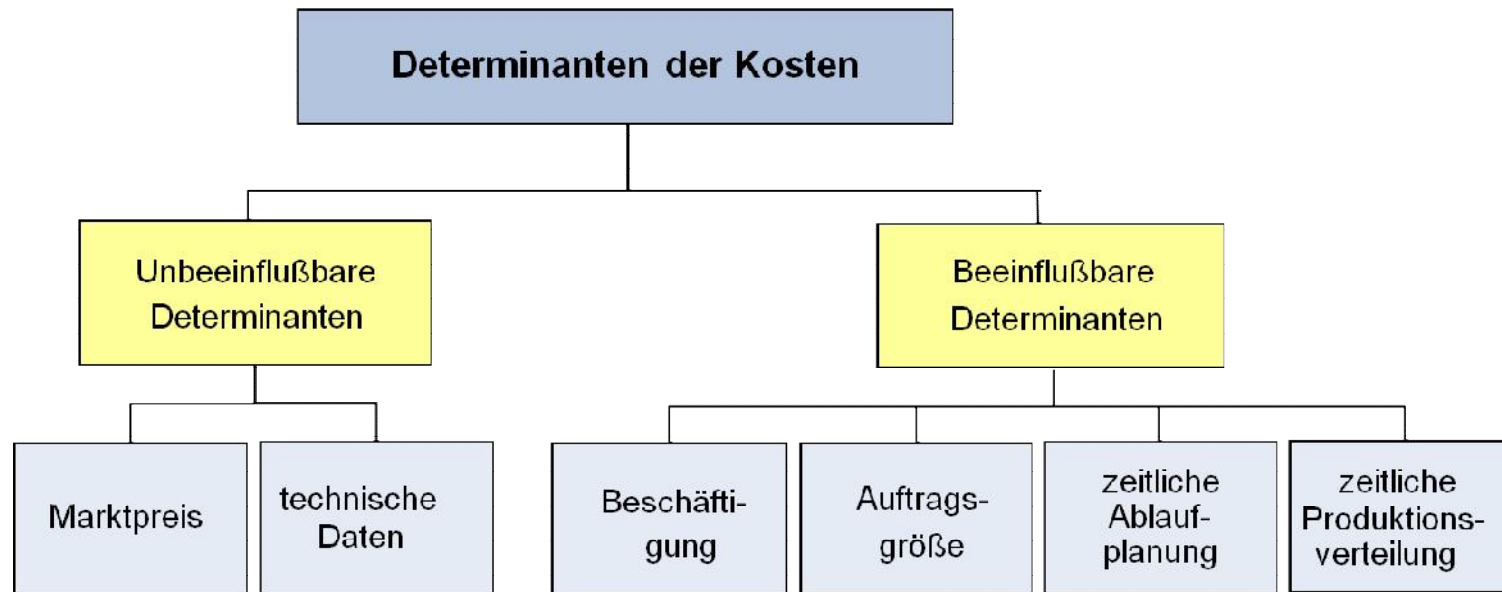 Determinanten der Kosten
Unbeeinflußbare
Determinanten
Beeinflußbare
Determinanten
Marktpreis
technische
Daten
Beschäfti-
gung
Auftrags-
größe
zeitliche
Ablauf-
planung
zeitliche
Produktions-
verteilung